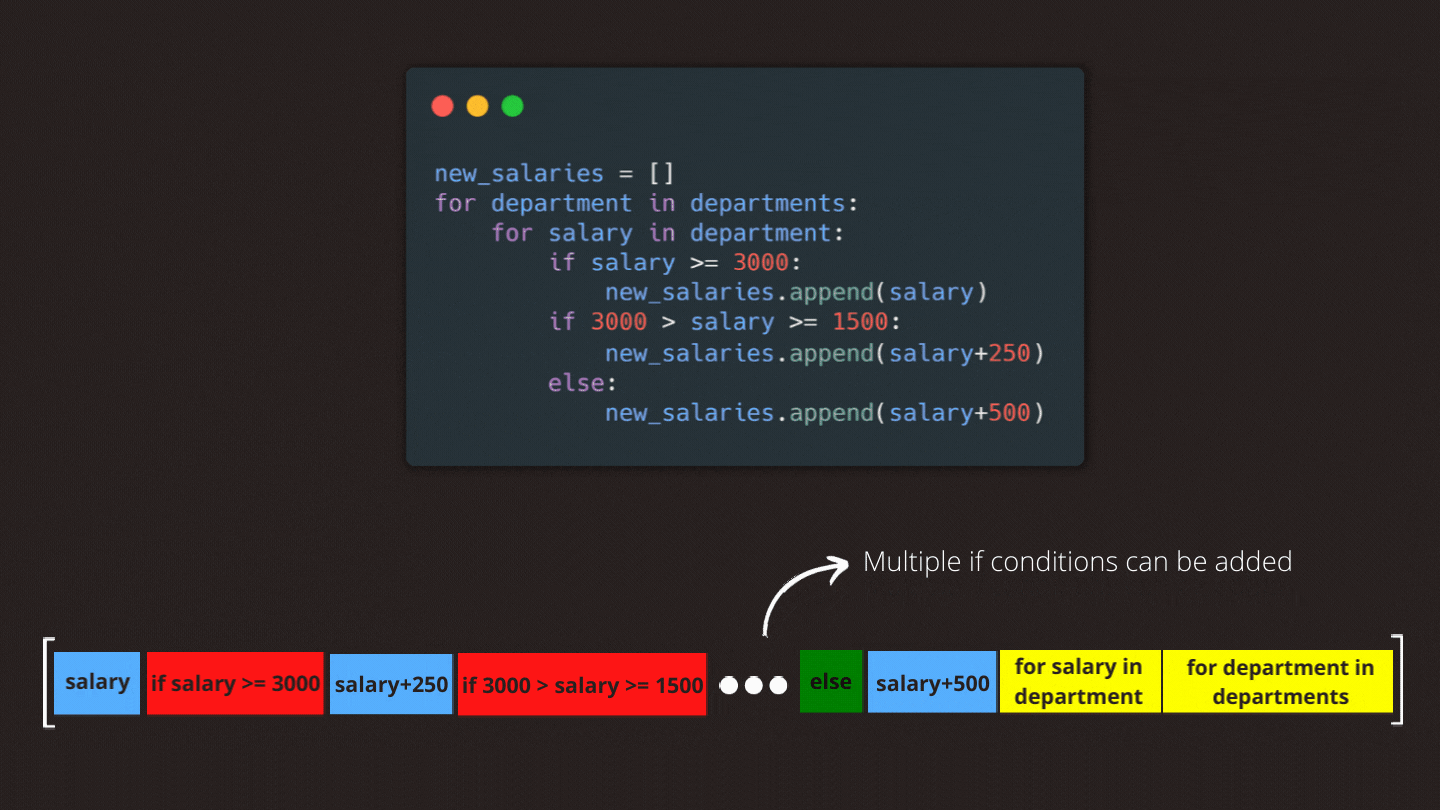 new_salaries = []
for department in departments:
    for salary in department:
        if salary >= 3000:
            new_salaries.append(salary)
        if 3000 > salary >= 1500:
            new_salaries.append(salary+250)
        else:
            new_salaries.append(salary+500)
Multiple if conditions can be added
[ salary if salary >= 3000 salary+250 if 3000 > salary >= 1500 ●●● else salary+500 for salary in department for department in departments ]